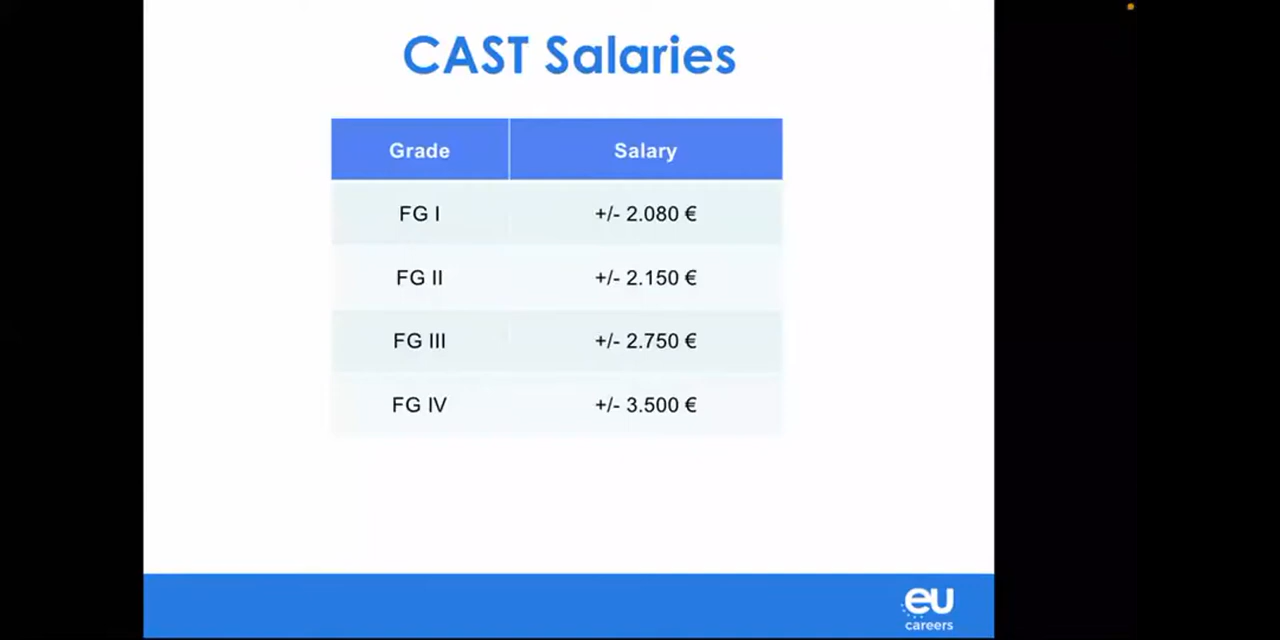 CAST Salaries
Grade Salary
FG I +/- 2.080 €
FG II +/- 2.150 €
FG III +/- 2.750 €
FG IV +/- 3.500 €
eu
careers